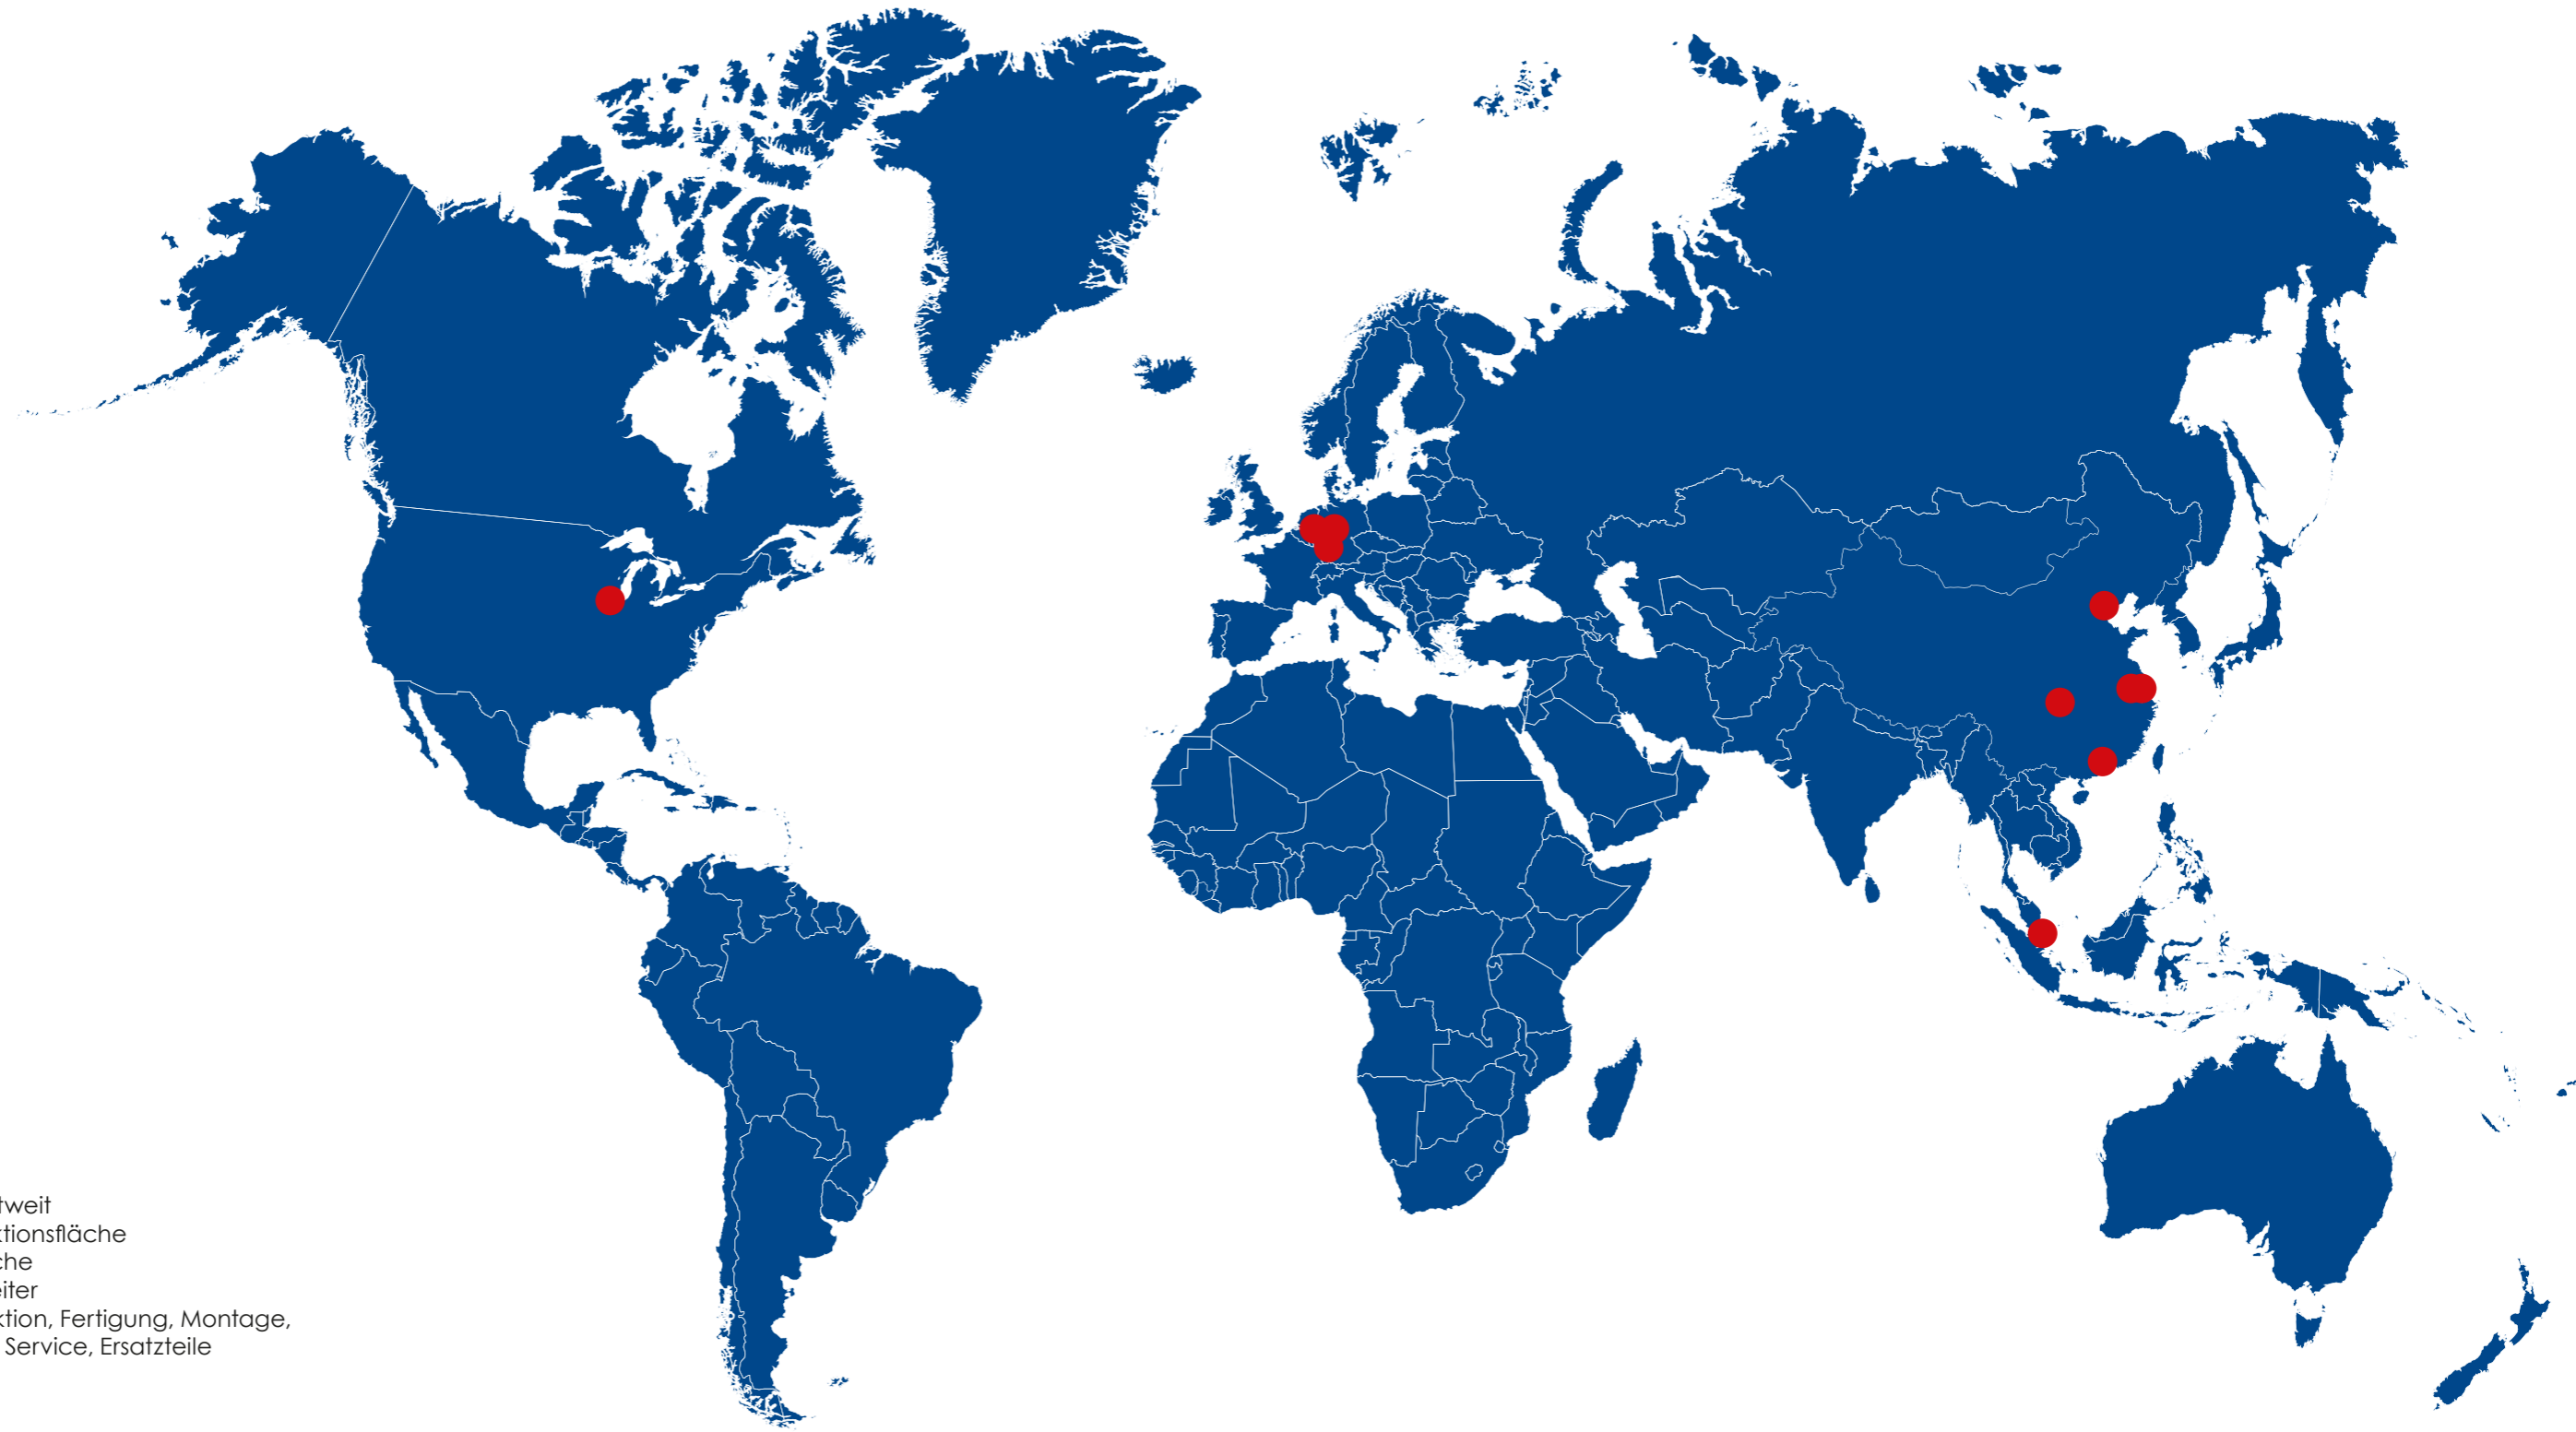 tweit
ktionsfläche
che
eiter
ktion, Fertigung, Montage,
Service, Ersatzteile